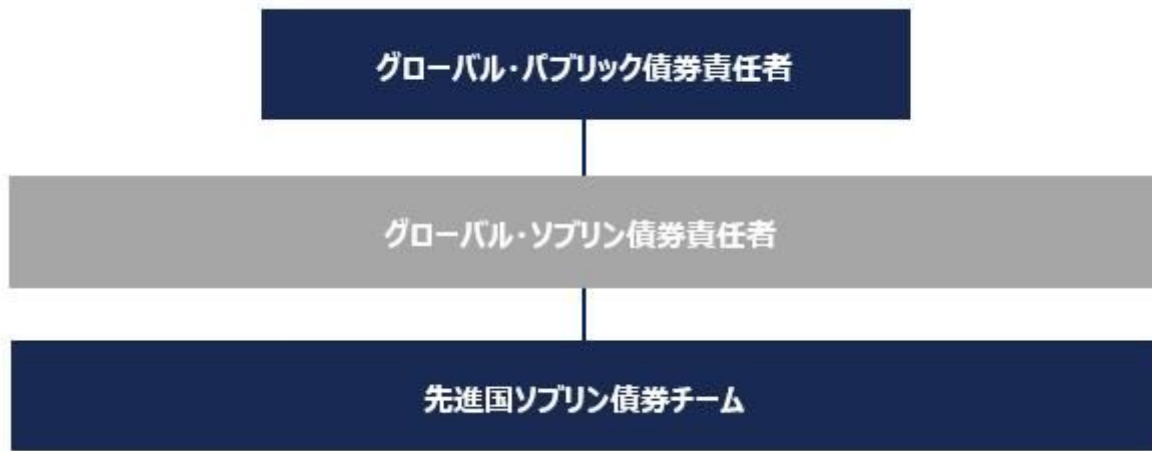 グローバル・パブリック債券責任者
グローバル・ソブリン債券責任者
先進国ソブリン債券チーム